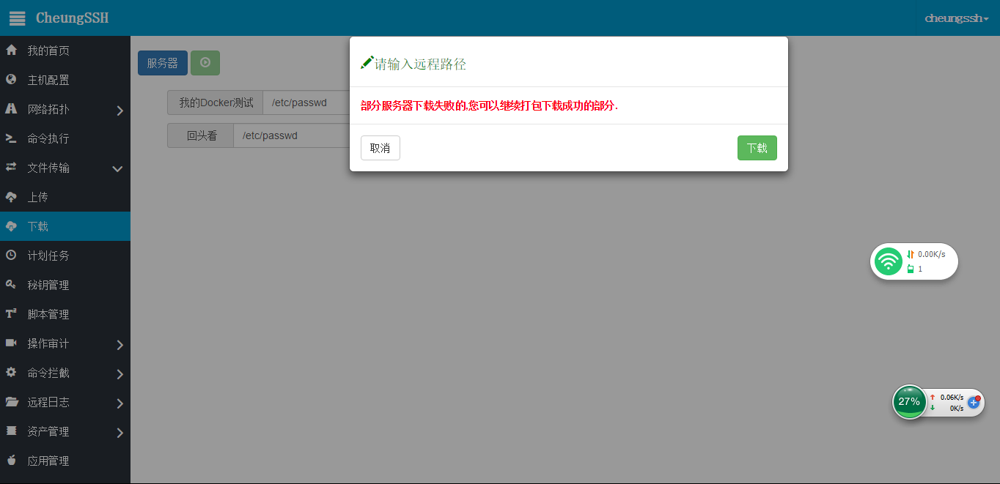 CheungSSH
cheungssh
我的首页
主机配置
网络拓扑
命令执行
文件传输
上传
下载
计划任务
秘钥管理
脚本管理
操作审计
命令拦截
远程日志
资产管理
应用管理
服务器
我的Docker测试 /etc/passwd
回头看 /etc/passwd
请输入远程路径
部分服务器下载失败的,您可以继续打包下载成功的部分.
取消 下载
0.00K/s
1
27% 0.06K/s
0K/s